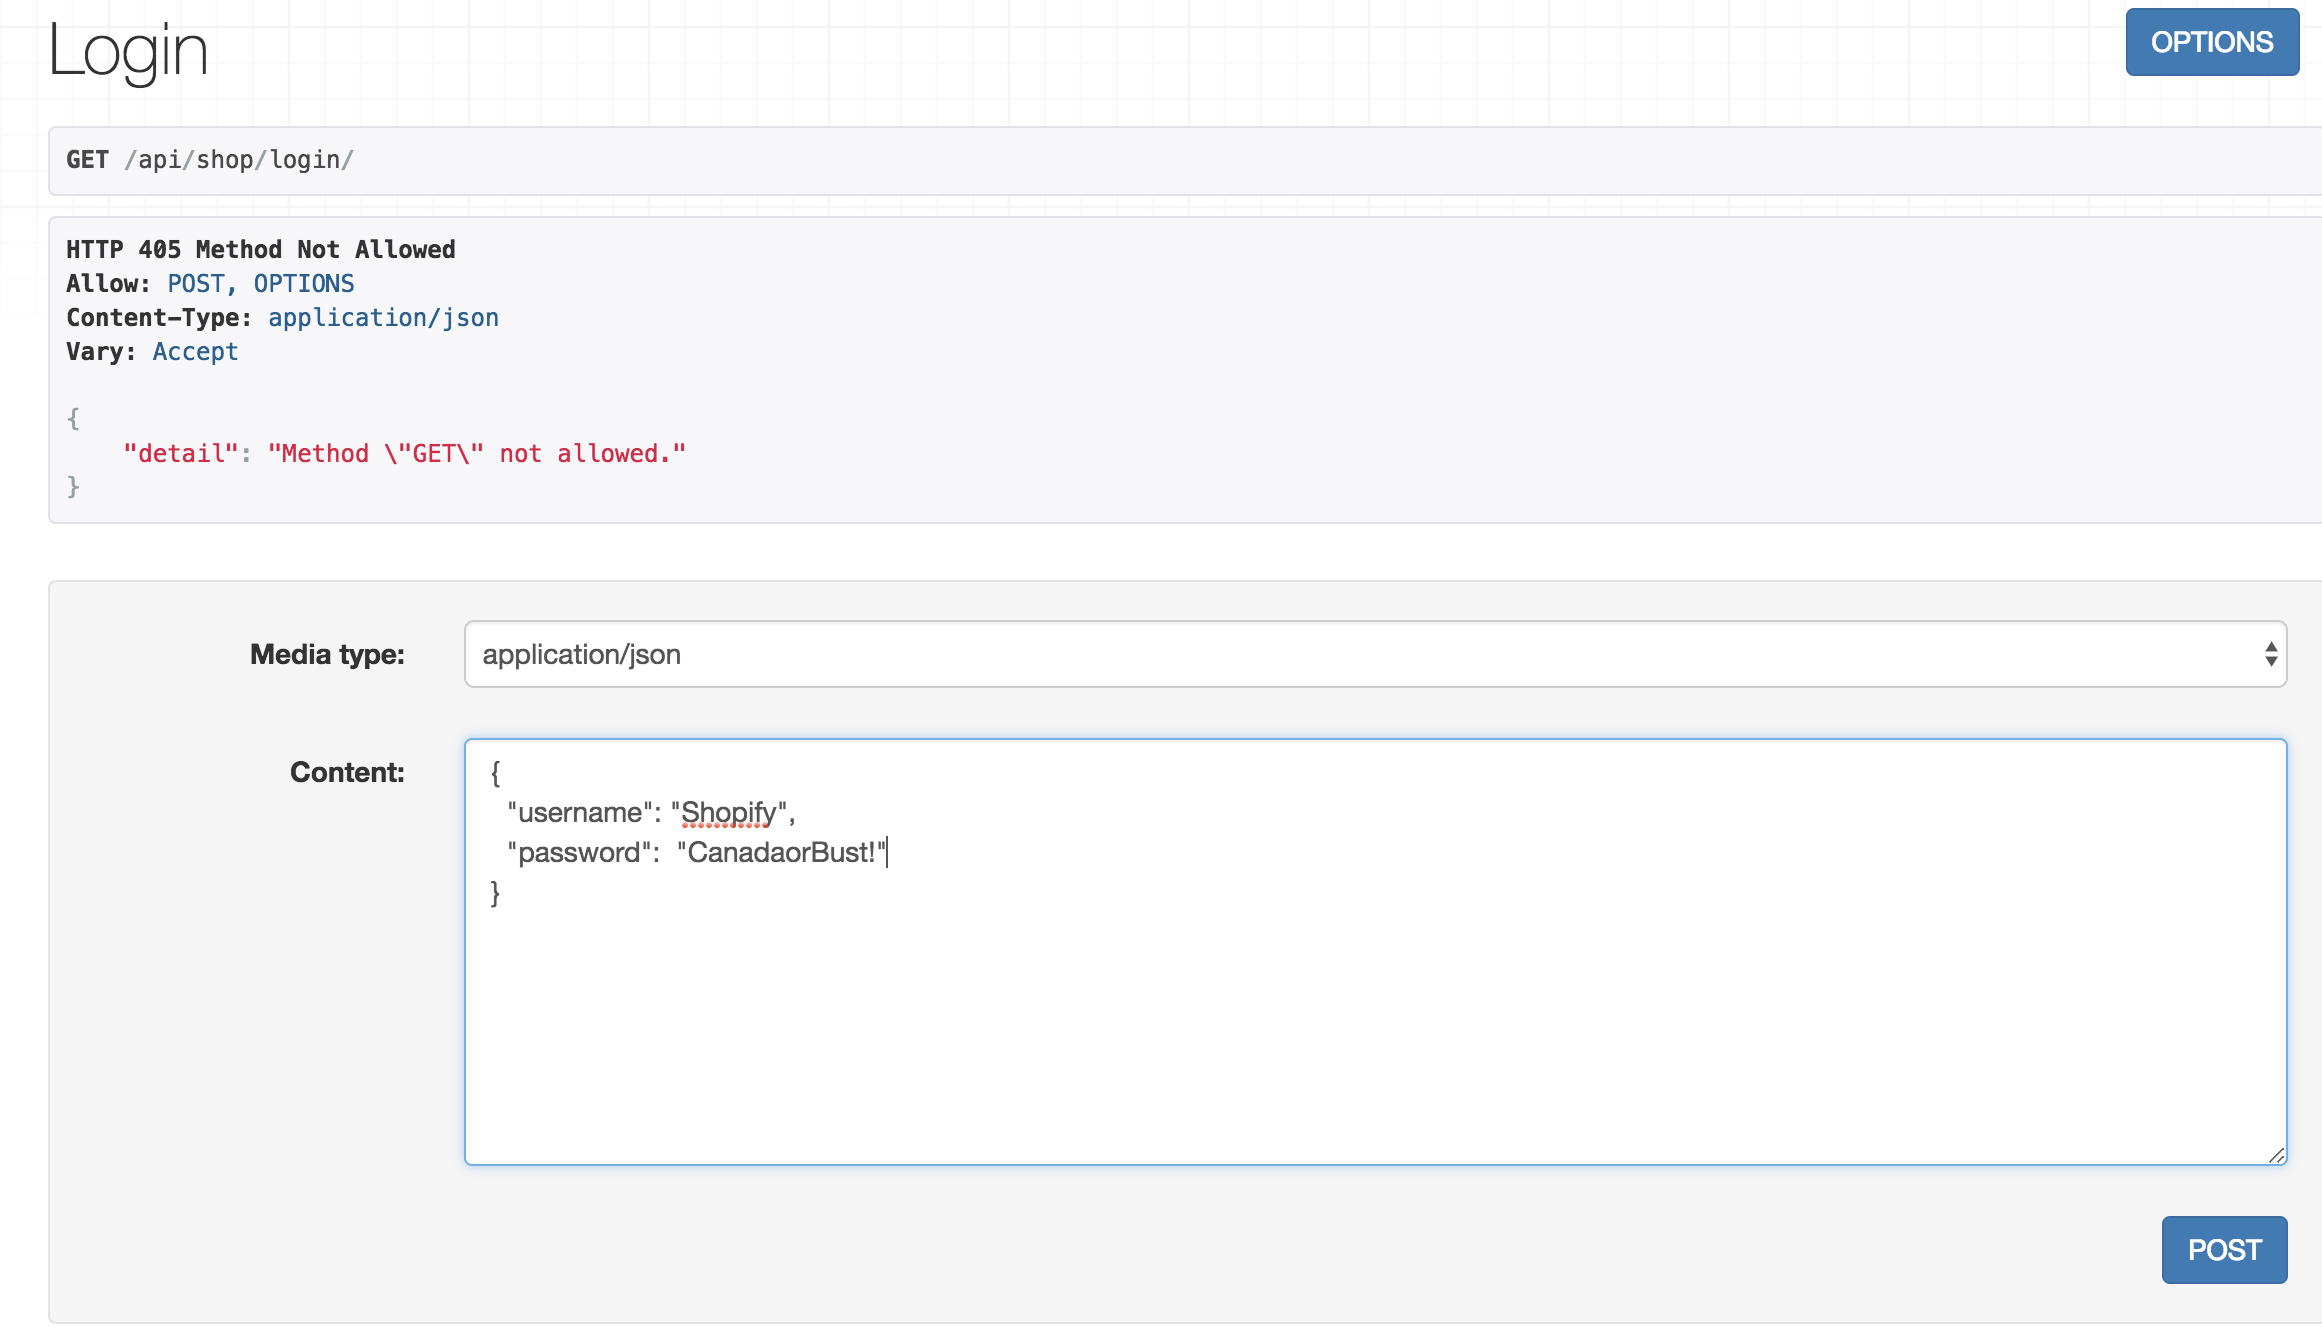 Login
OPTIONS
GET /api/shop/login/
HTTP 405 Method Not Allowed
Allow: POST, OPTIONS
Content-Type: application/json
Vary: Accept
{
"detail": "Method \"GET\" not allowed."
}
Media type:
application/json
Content:
{
"username": "Shopify",
"password":  "CanadaorBust!"
}
POST